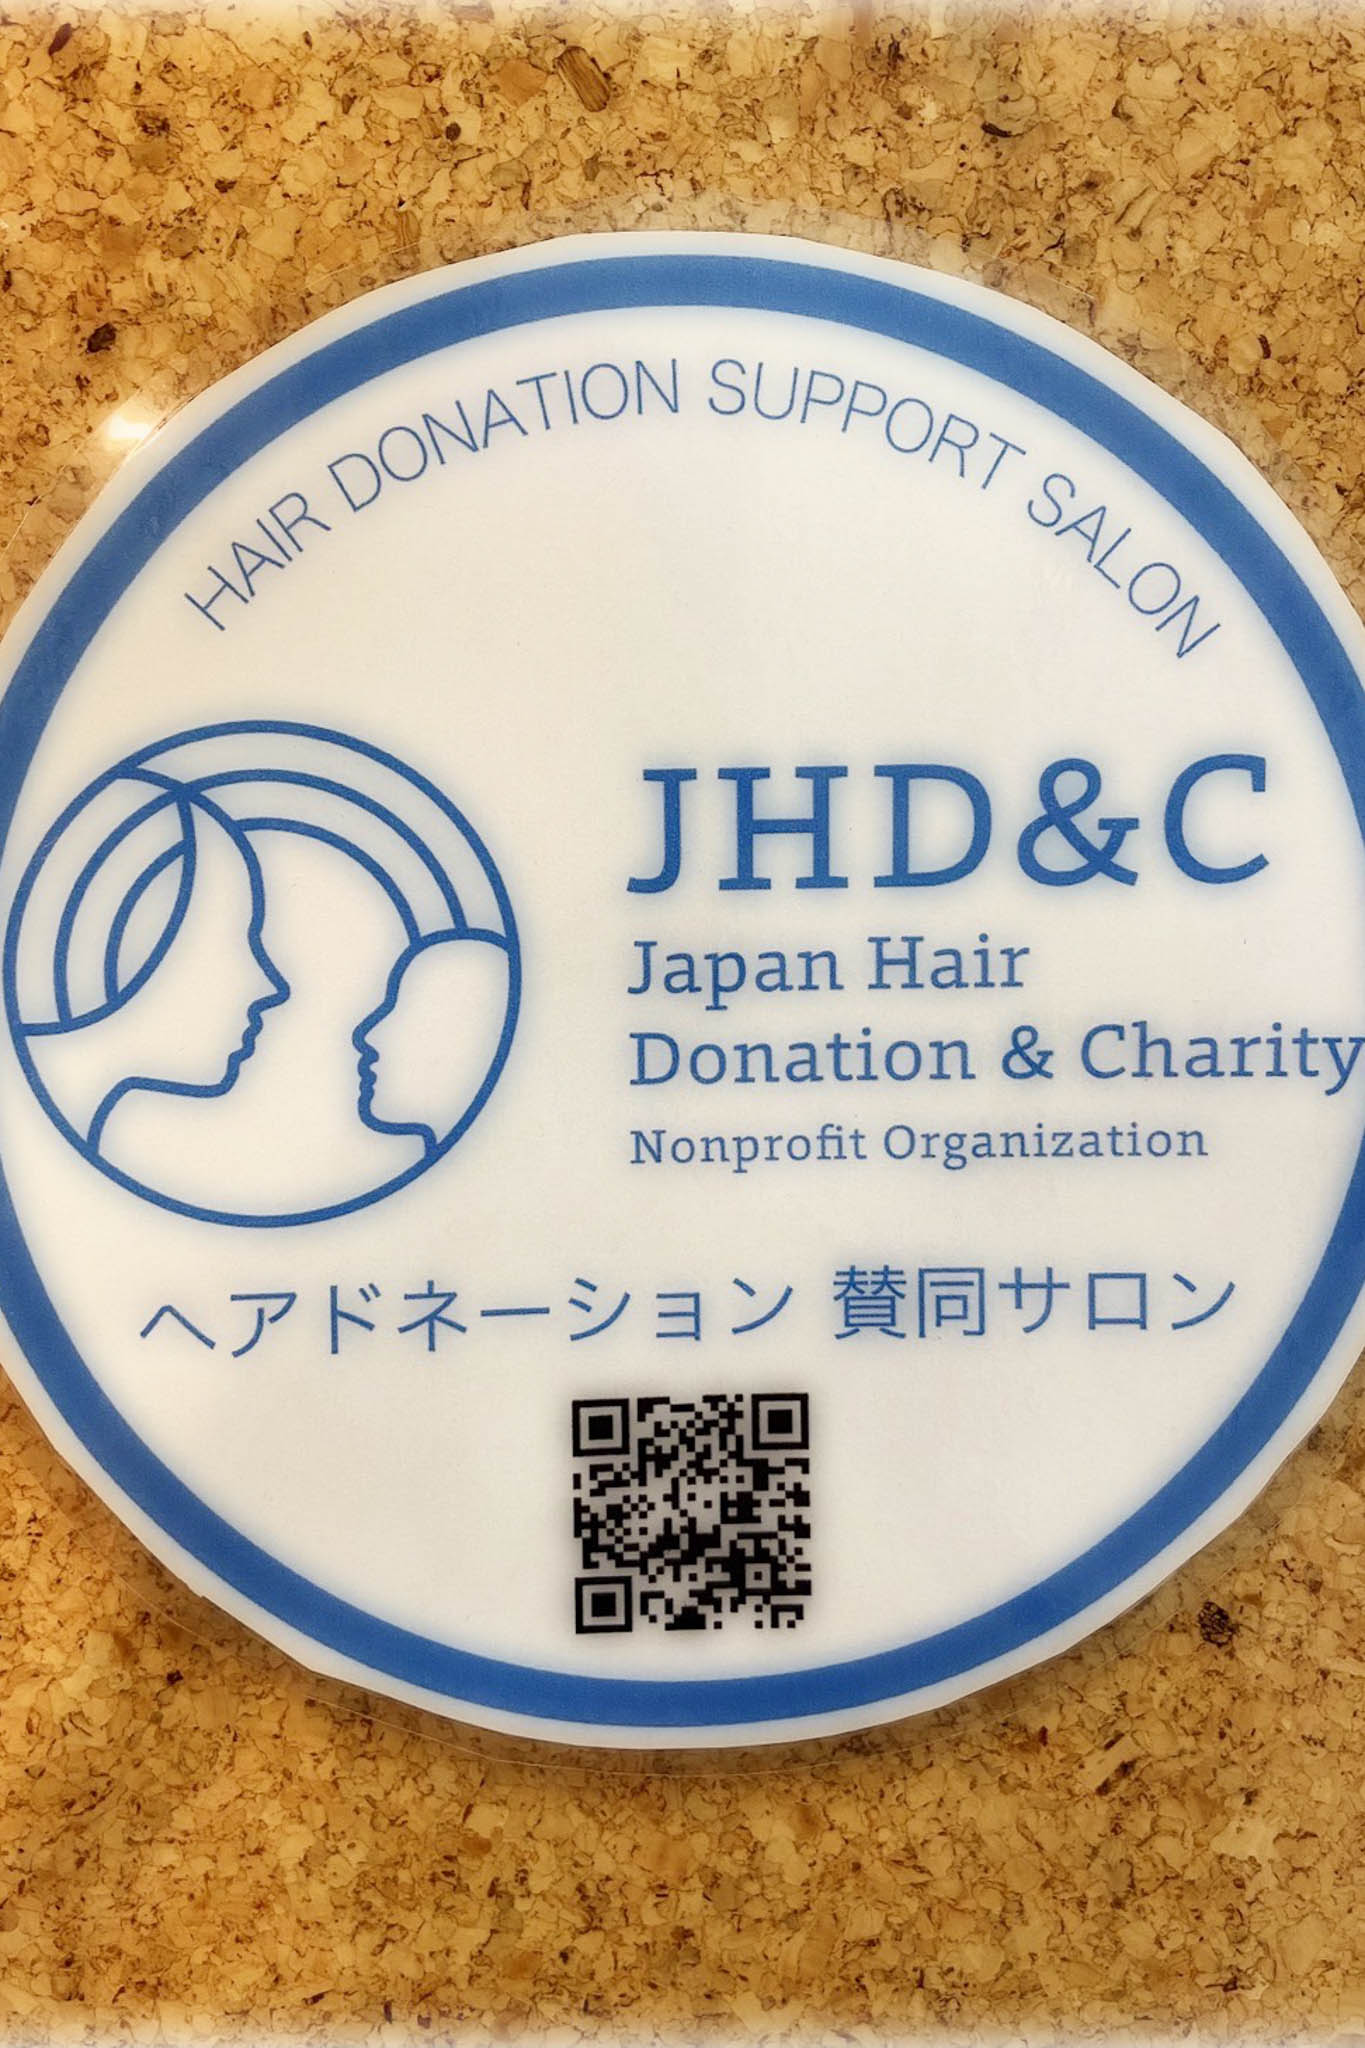 HAIR DONATION SUPPORT SALON
JHD&C
Japan Hair
Donation & Charity
Nonprofit Organization
ヘアドネーション 賛同サロン